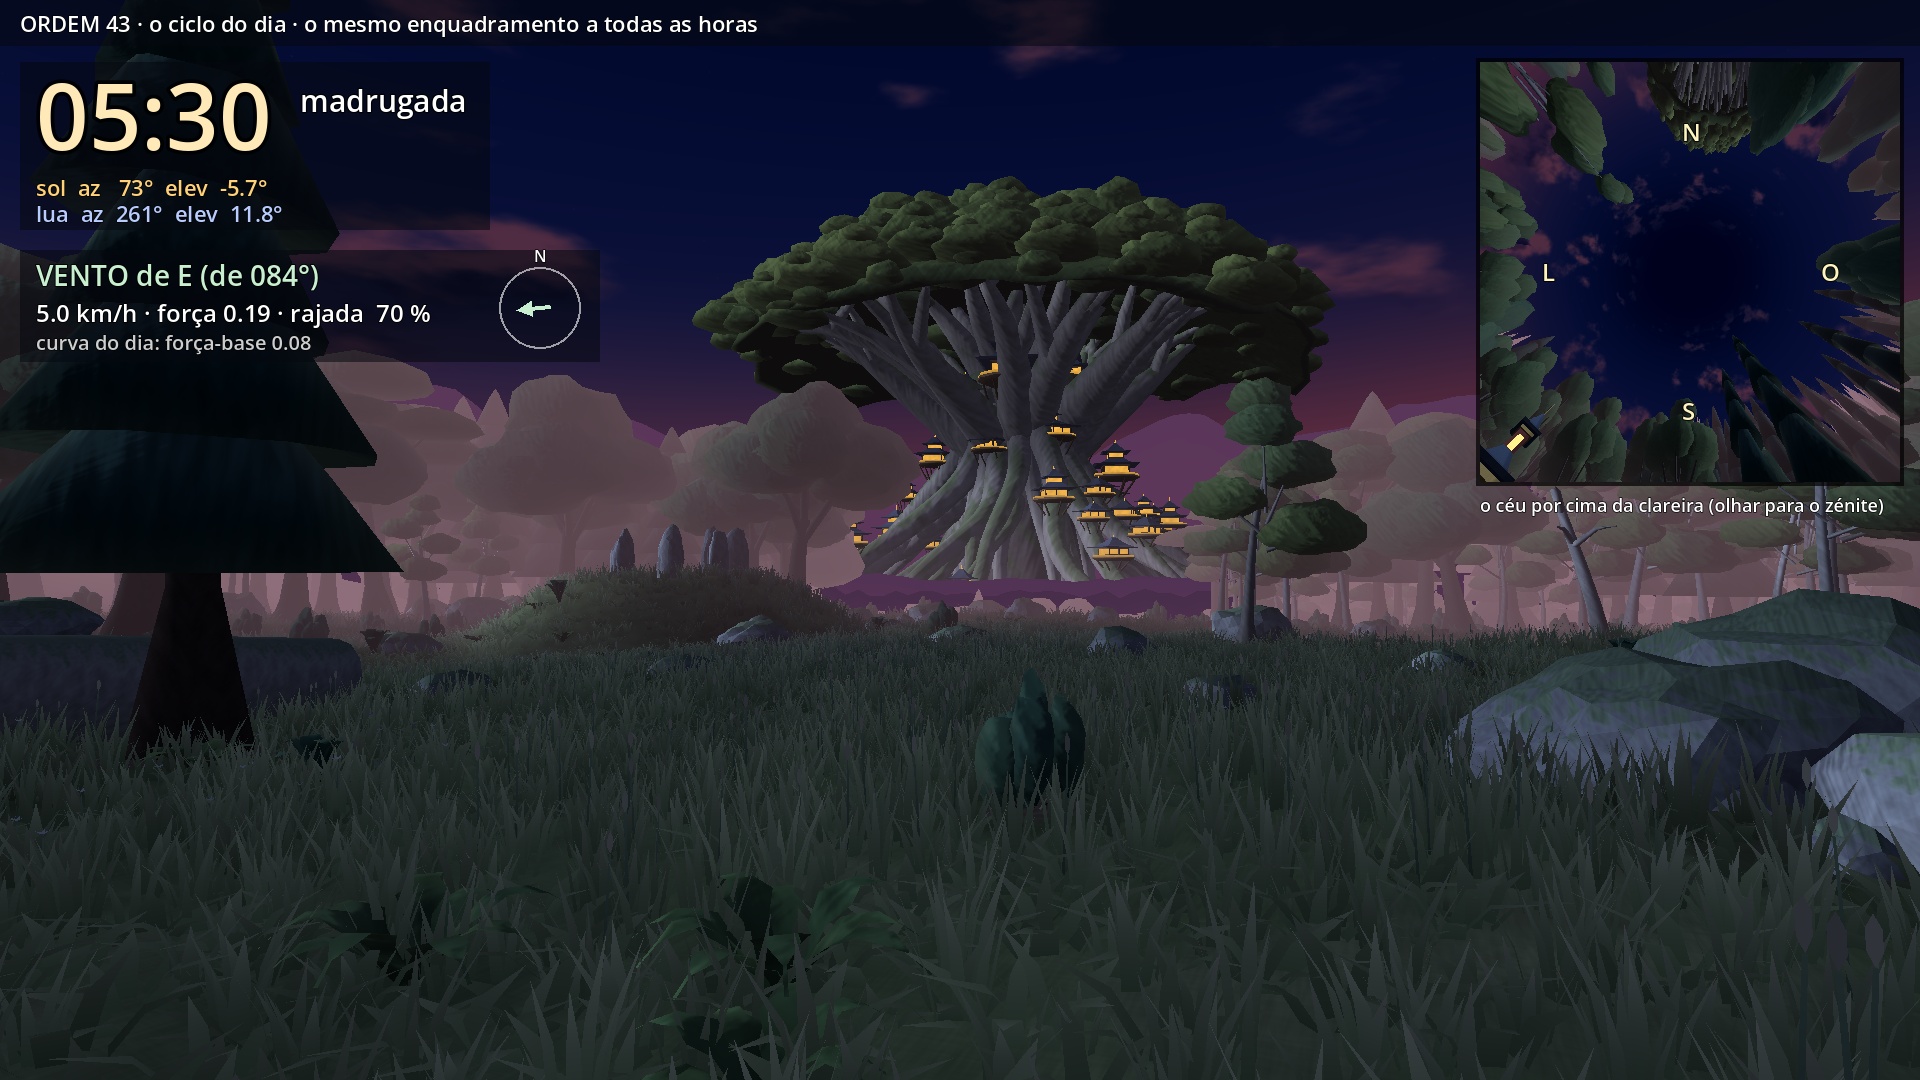 ORDEM 43 · o ciclo do dia · o mesmo enquadramento a todas as horas
05:30 madrugada
sol az 73° elev -5.7°
lua az 261° elev 11.8°
VENTO de E (de 084°)
5.0 km/h · força 0.19 · rajada 70 %
curva do dia: força-base 0.08
N
N
L
O
S
o céu por cima da clareira (olhar para o zénite)